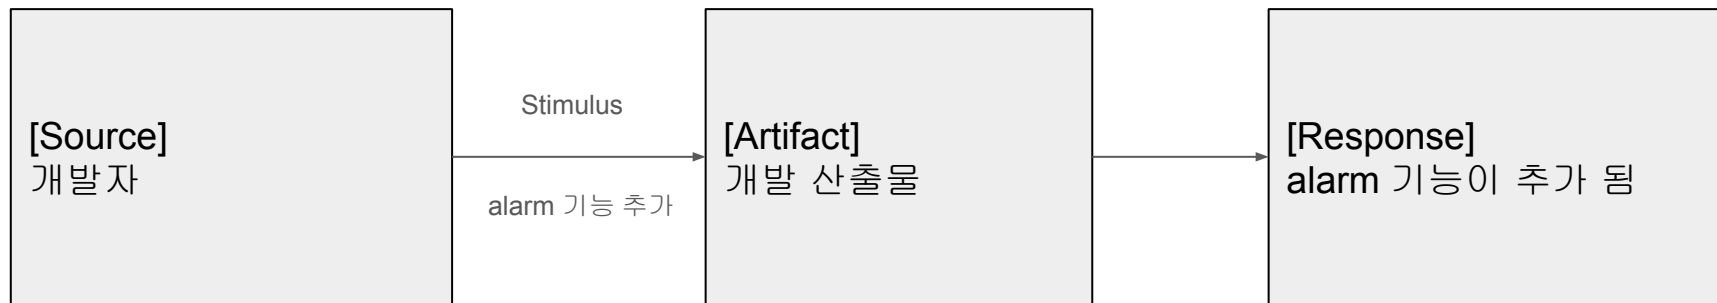 [Source]
개발자
Stimulus
alarm 기능 추가
[Artifact]
개발 산출물
[Response]
alarm 기능이 추가 됨